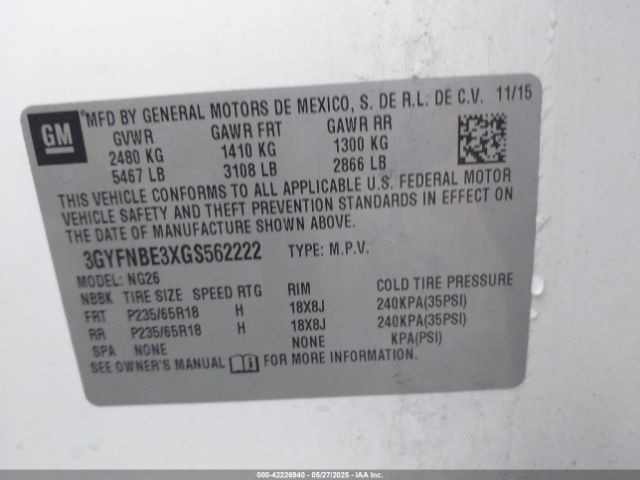 GM
MFD BY GENERAL MOTORS DE MEXICO, S. DE R.L. DE C.V. 11/15
GVWR GAWR FRT GAWR RR
2480 KG 1410 KG 1300 KG
5467 LB 3108 LB 2866 LB
THIS VEHICLE CONFORMS TO ALL APPLICABLE U.S. FEDERAL MOTOR
VEHICLE SAFETY AND THEFT PREVENTION STANDARDS IN EFFECT ON
THE DATE OF MANUFACTURE SHOWN ABOVE.
3GYFNBE3XGS562222 TYPE: M.P.V.
MODEL: NG26
NBBK TIRE SIZE SPEED RTG RIM COLD TIRE PRESSURE
FRT P235/65R18 H 18X8J 240KPA(35PSI)
RR P235/65R18 H 18X8J 240KPA(35PSI)
SPA NONE NONE KPA(PSI)
SEE OWNER'S MANUAL FOR MORE INFORMATION.
000-42226940 - 05/27/2025 - IAAI.COM